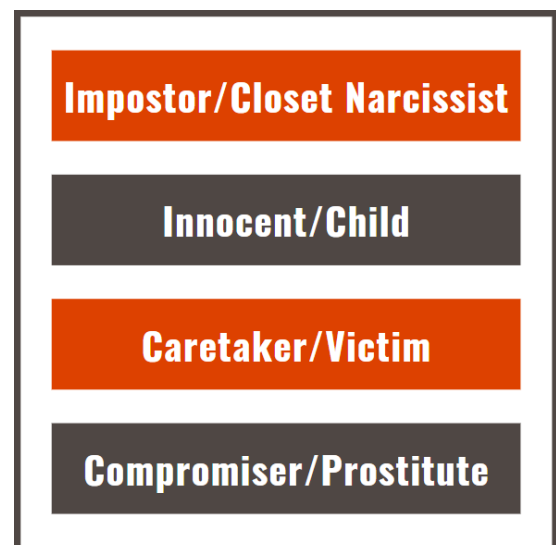 Impostor/Closet Narcissist
Innocent/Child
Caretaker/Victim
Compromiser/Prostitute